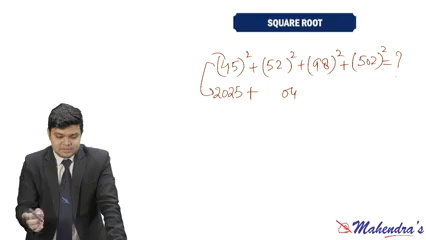 SQUARE ROOT
(45)² + (52)² + (98)² + (502)² = ?
2025 + 04
Mahendra's